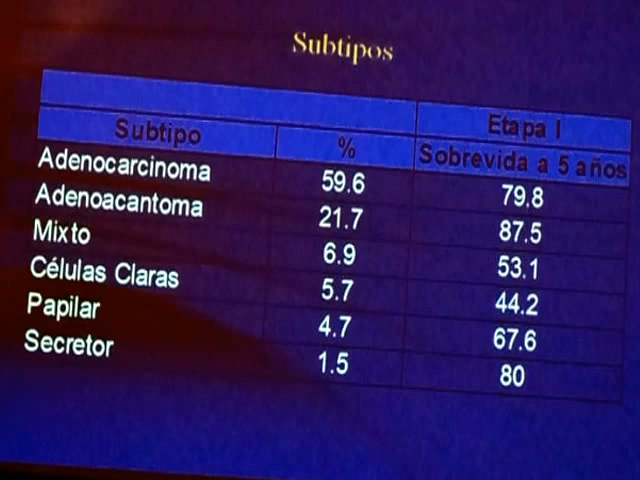 Subtipos
Etapa I
Subtipo % Sobrevida a 5 años
Adenocarcinoma 59.6 79.8
Adenoacantoma 21.7 87.5
Mixto 6.9 53.1
Células Claras 5.7 44.2
Papilar 4.7 67.6
Secretor 1.5 80